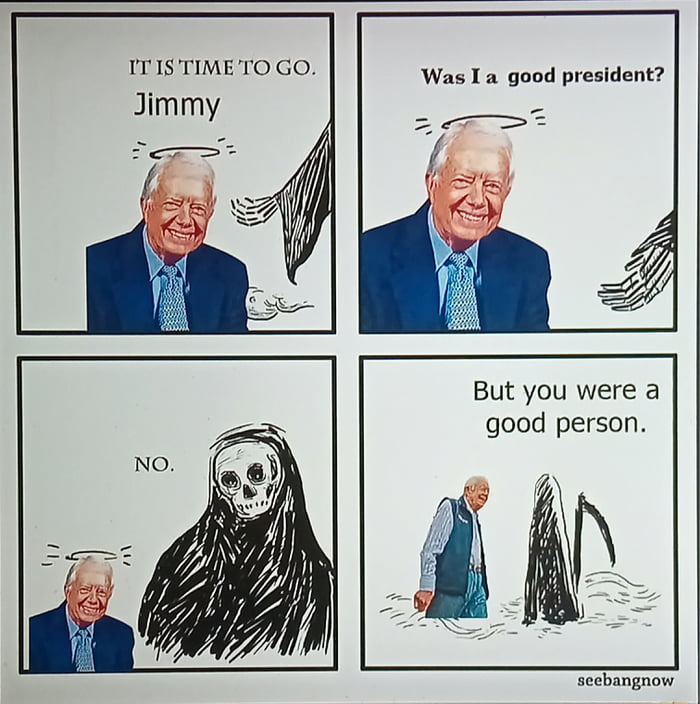 IT IS TIME TO GO.
Jimmy
Was I a good president?
NO.
But you were a
good person.
seebangnow